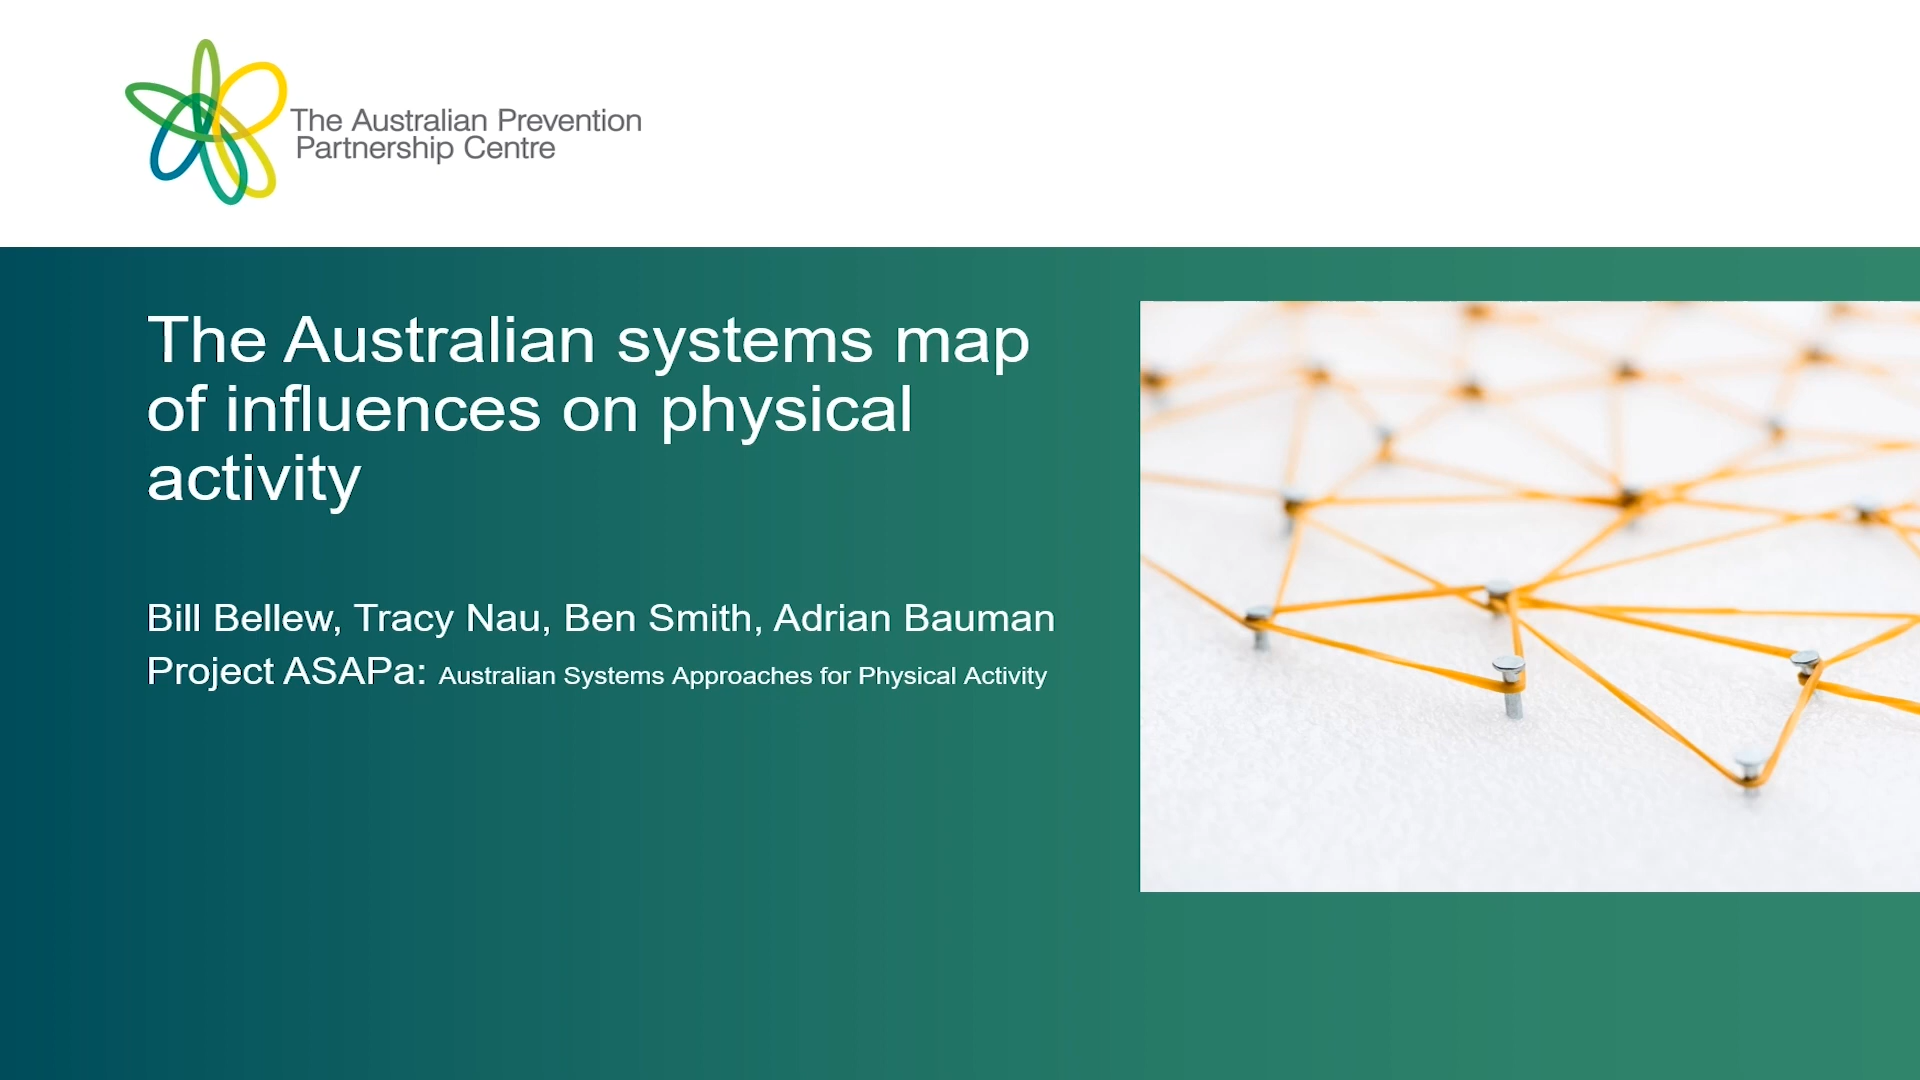 The Australian Prevention
Partnership Centre
The Australian systems map
of influences on physical
activity
Bill Bellew, Tracy Nau, Ben Smith, Adrian Bauman
Project ASAPa: Australian Systems Approaches for Physical Activity